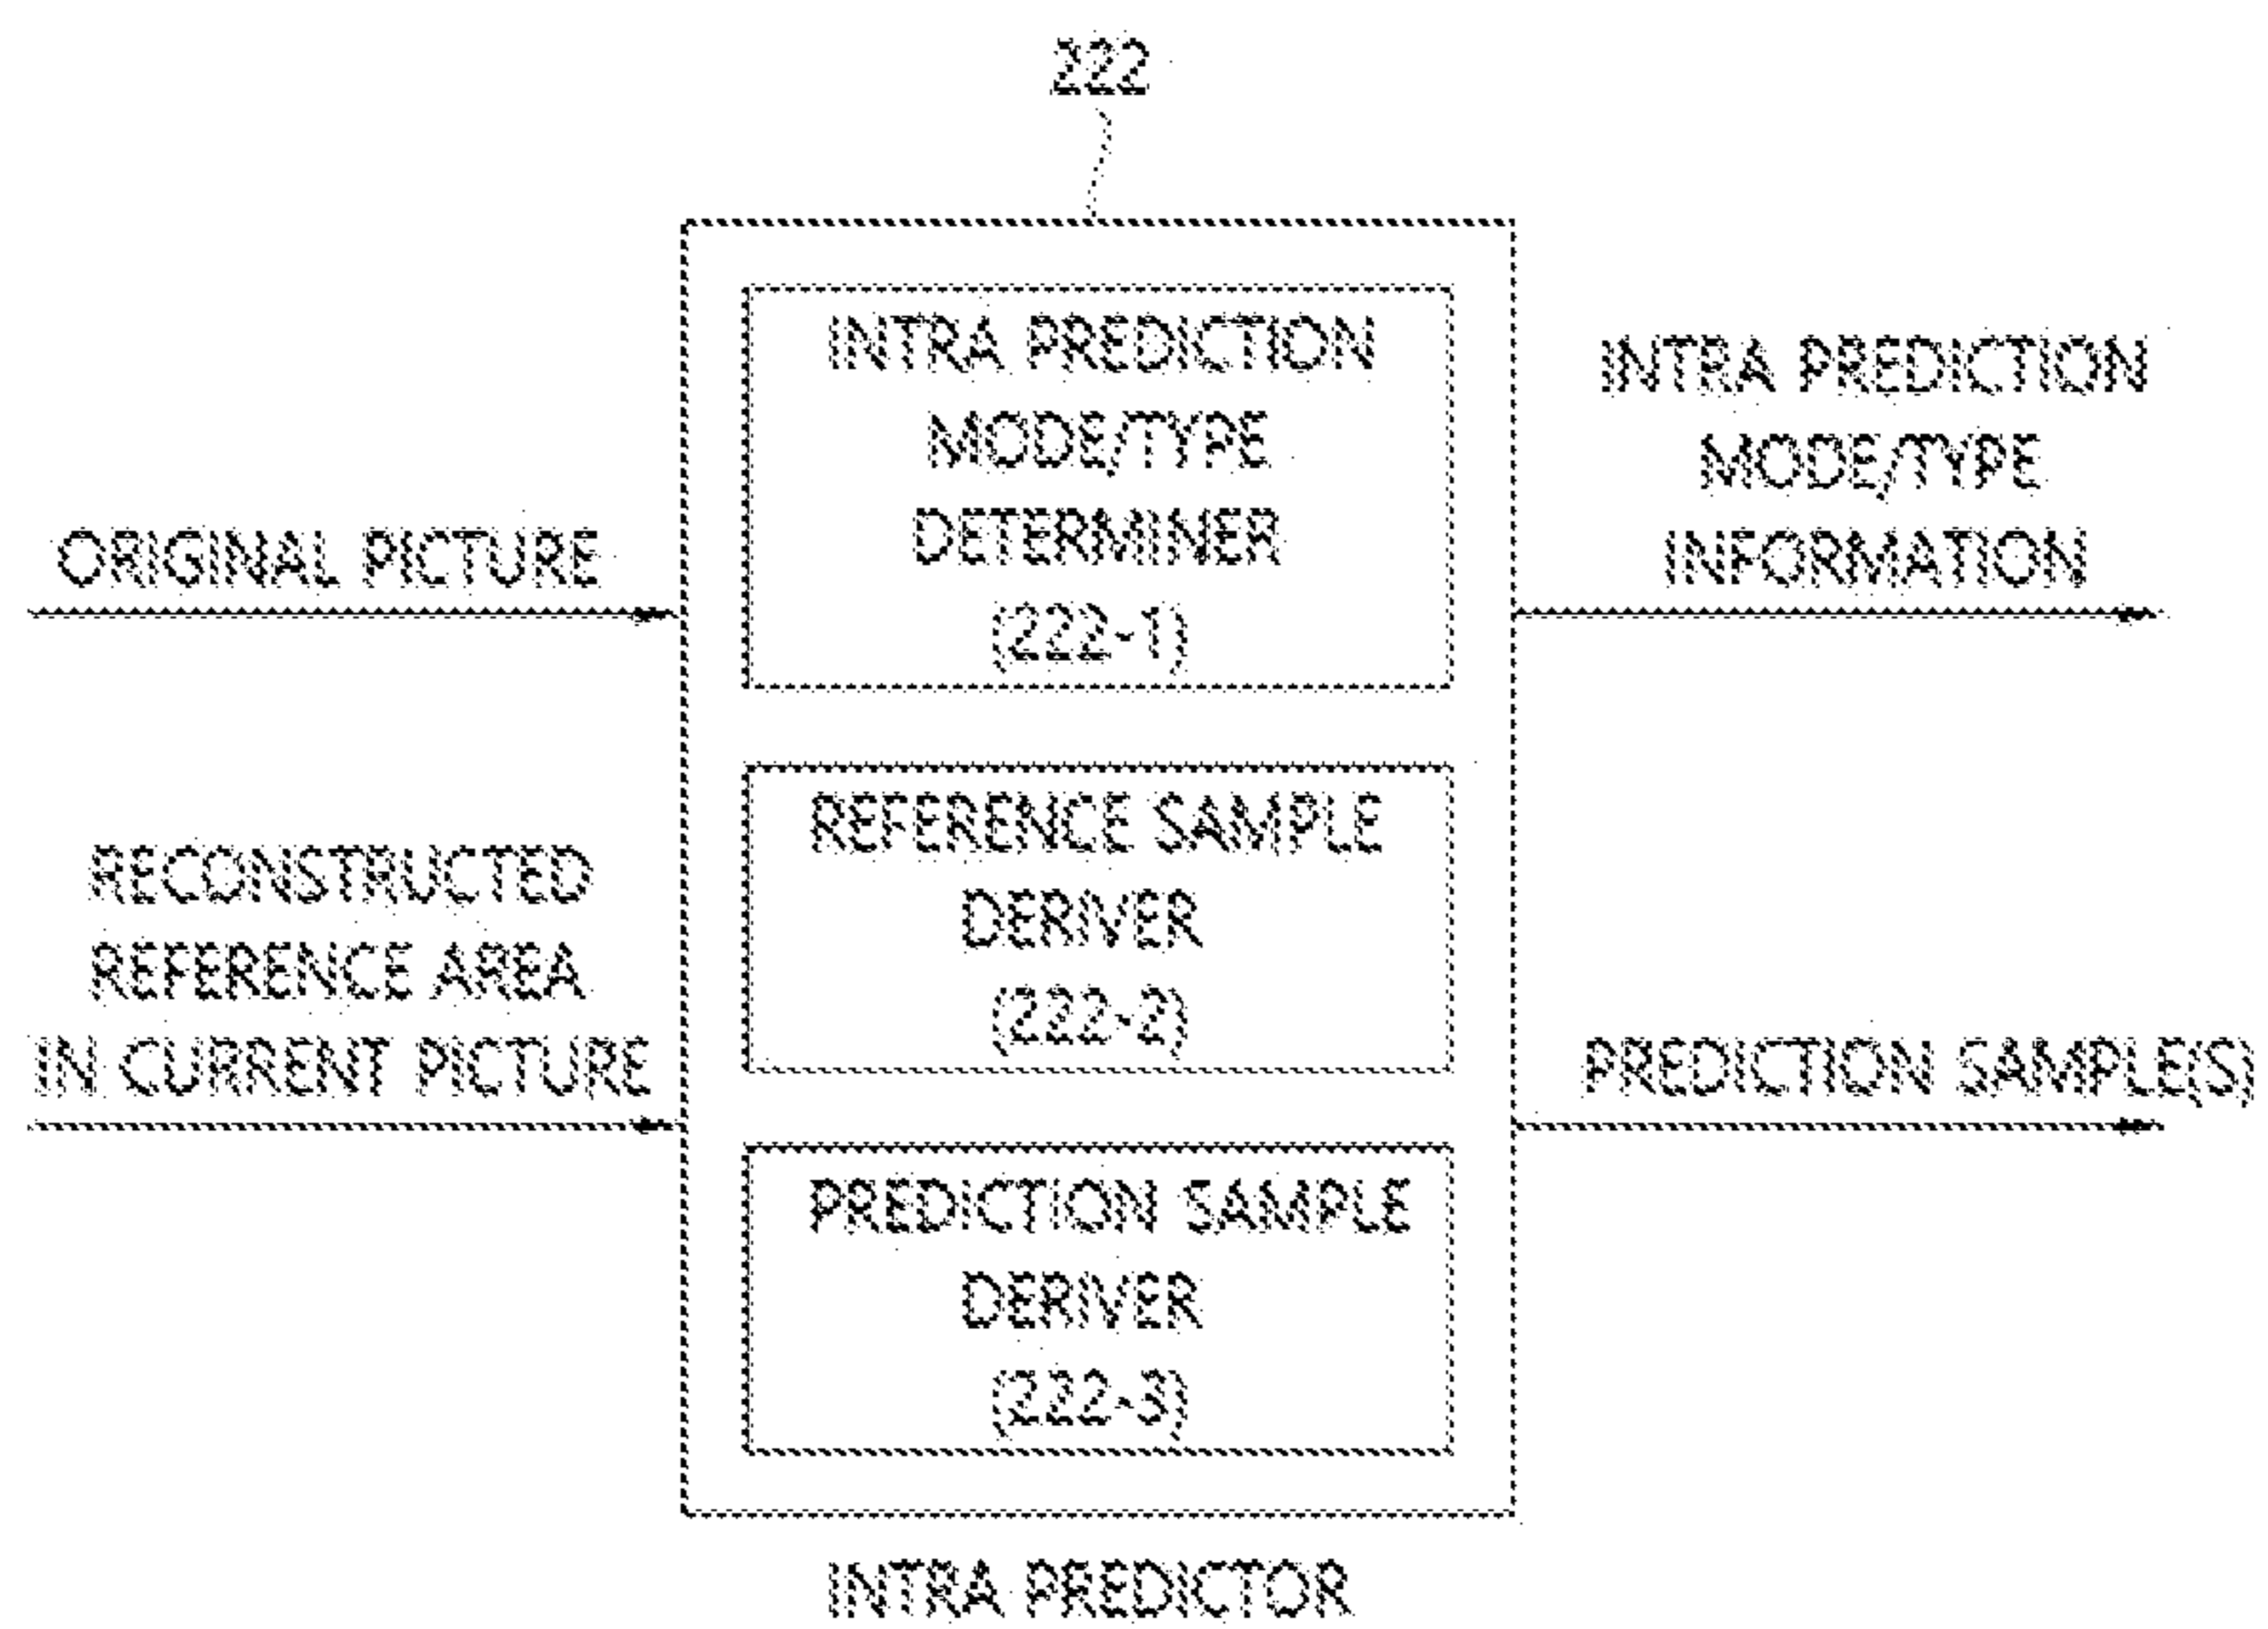 222
ORIGINAL PICTURE
RECONSTRUCTED
REFERENCE AREA
IN CURRENT PICTURE
INTRA PREDICTION
MODE/TYPE
DETERMINER
(222-1)
REFERENCE SAMPLE
DERIVER
(222-2)
PREDICTION SAMPLE
DERIVER
(222-3)
INTRA PREDICTION
MODE/TYPE
INFORMATION
PREDICTION SAMPLE(S)
INTRA PREDICTOR